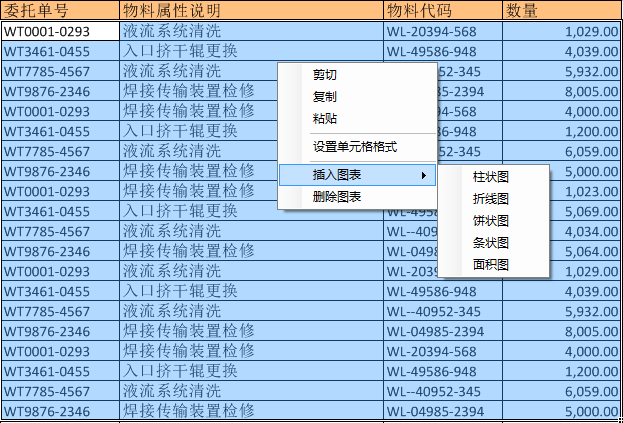 委托单号 物料属性说明 物料代码 数量
WT0001-0293 液流系统清洗 WL-20394-568 1,029.00
WT3461-0455 入口挤干辊更换 WL-49586-948 4,039.00
WT7785-4567 液流系统清洗 0952-345 5,932.00
WT9876-2346 焊接传输装置检修 85-2394 8,005.00
WT0001-0293 焊接传输装置检修 94-568 4,000.00
WT3461-0455 入口挤干辊更换 86-948 1,200.00
WT7785-4567 液流系统清洗 0952-345 6,059.00
WT9876-2346 焊接传输装置检修 5,000.00
WT0001-0293 焊接传输装置检修 1,023.00
WT3461-0455 入口挤干辊更换 WL-4958 5,069.00
WT7785-4567 液流系统清洗 WL--409 4,034.00
WT9876-2346 焊接传输装置检修 WL-0498 5,064.00
WT0001-0293 液流系统清洗 WL-2039 1,029.00
WT3461-0455 入口挤干辊更换 WL-49586-948 4,039.00
WT7785-4567 液流系统清洗 WL--40952-345 5,932.00
WT9876-2346 焊接传输装置检修 WL-04985-2394 8,005.00
WT0001-0293 焊接传输装置检修 WL-20394-568 4,000.00
WT3461-0455 入口挤干辊更换 WL-49586-948 1,200.00
WT7785-4567 液流系统清洗 WL--40952-345 6,059.00
WT9876-2346 焊接传输装置检修 WL-04985-2394 5,000.00
剪切
复制
粘贴
设置单元格格式
插入图表
删除图表
柱状图
折线图
饼状图
条状图
面积图